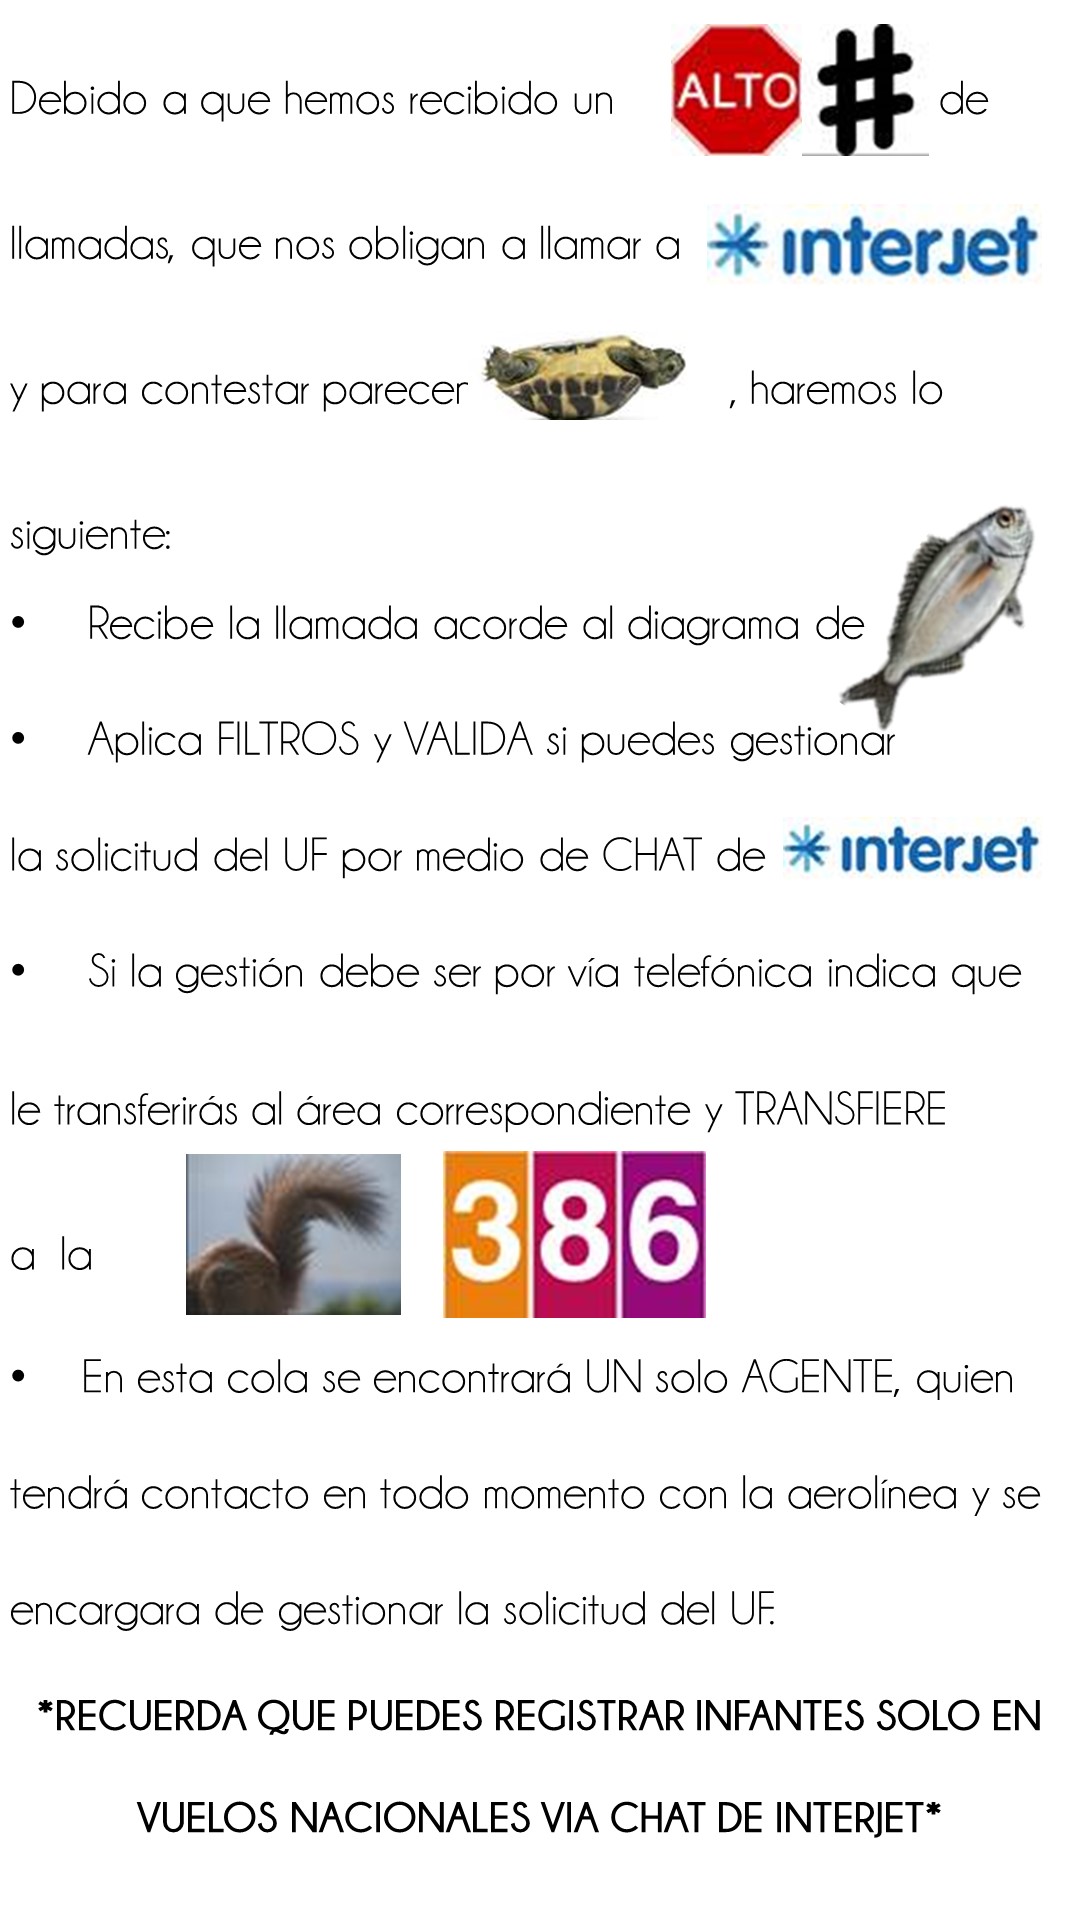 Debido a que hemos recibido un ALTO # de
llamadas, que nos obligan a llamar a interjet
y para contestar parecer , haremos lo
siguiente:
• Recibe la llamada acorde al diagrama de
• Aplica FILTROS y VALIDA si puedes gestionar
la solicitud del UF por medio de CHAT de interjet
• Si la gestión debe ser por vía telefónica indica que
le transferirás al área correspondiente y TRANSFIERE
a la 386
• En esta cola se encontrará UN solo AGENTE, quien
tendrá contacto en todo momento con la aerolínea y se
encargara de gestionar la solicitud del UF.
*RECUERDA QUE PUEDES REGISTRAR INFANTES SOLO EN
VUELOS NACIONALES VIA CHAT DE INTERJET*